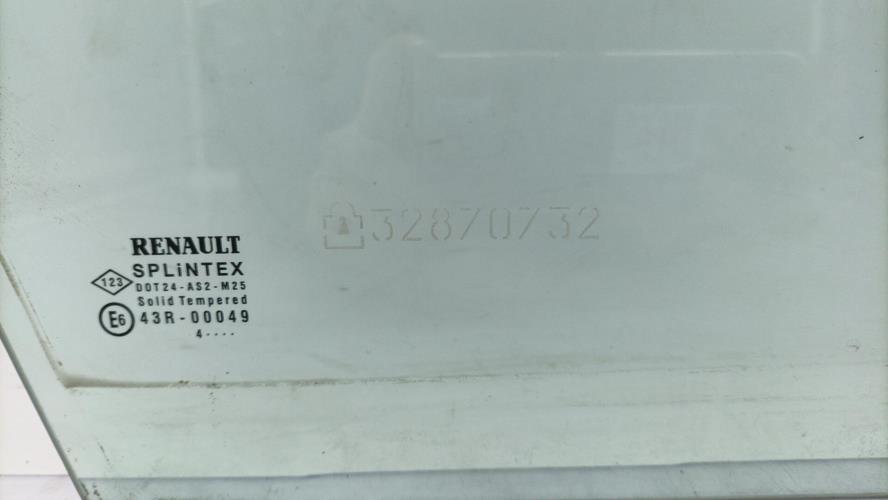 32870732
RENAULT
SPLiNTEX
123
DOT24-AS2-M25
Solid Tempered
E6
43R-00049
4----